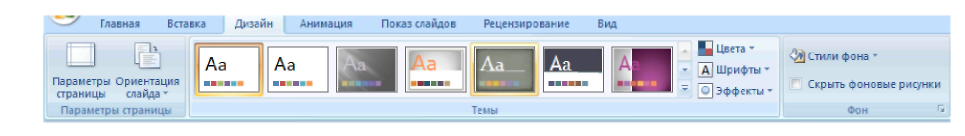 Главная Вставка Дизайн Анимация Показ слайдов Рецензирование Вид
Параметры страницы
Ориентация слайда
Параметры страницы
Aa Aa Aa Aa Aa Aa Aa
Темы
Цвета
Шрифты
Эффекты
Стили фона
Скрыть фоновые рисунки
Фон